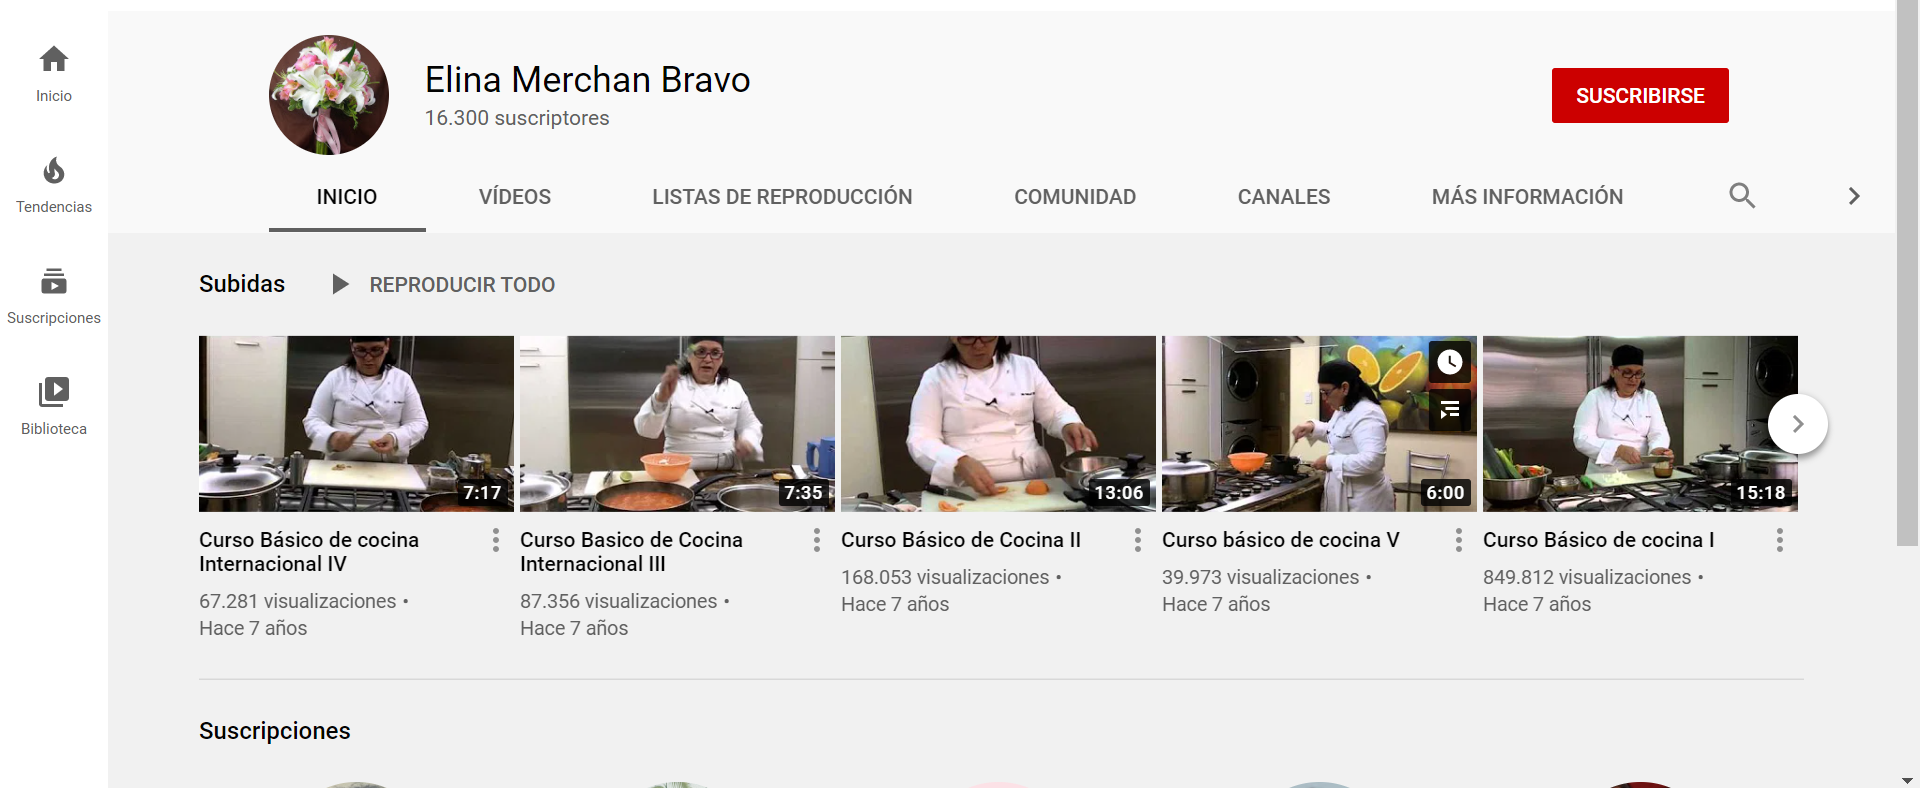 Inicio
Tendencias
Suscripciones
Biblioteca
Elina Merchan Bravo
16.300 suscriptores
SUSCRIBIRSE
INICIO
VÍDEOS
LISTAS DE REPRODUCCIÓN
COMUNIDAD
CANALES
MÁS INFORMACIÓN
Subidas
REPRODUCIR TODO
7:17
Curso Básico de cocina
Internacional IV
67.281 visualizaciones •
Hace 7 años
7:35
Curso Basico de Cocina
Internacional III
87.356 visualizaciones •
Hace 7 años
13:06
Curso Básico de Cocina II
168.053 visualizaciones •
Hace 7 años
6:00
Curso básico de cocina V
39.973 visualizaciones •
Hace 7 años
15:18
Curso Básico de cocina I
849.812 visualizaciones •
Hace 7 años
Suscripciones